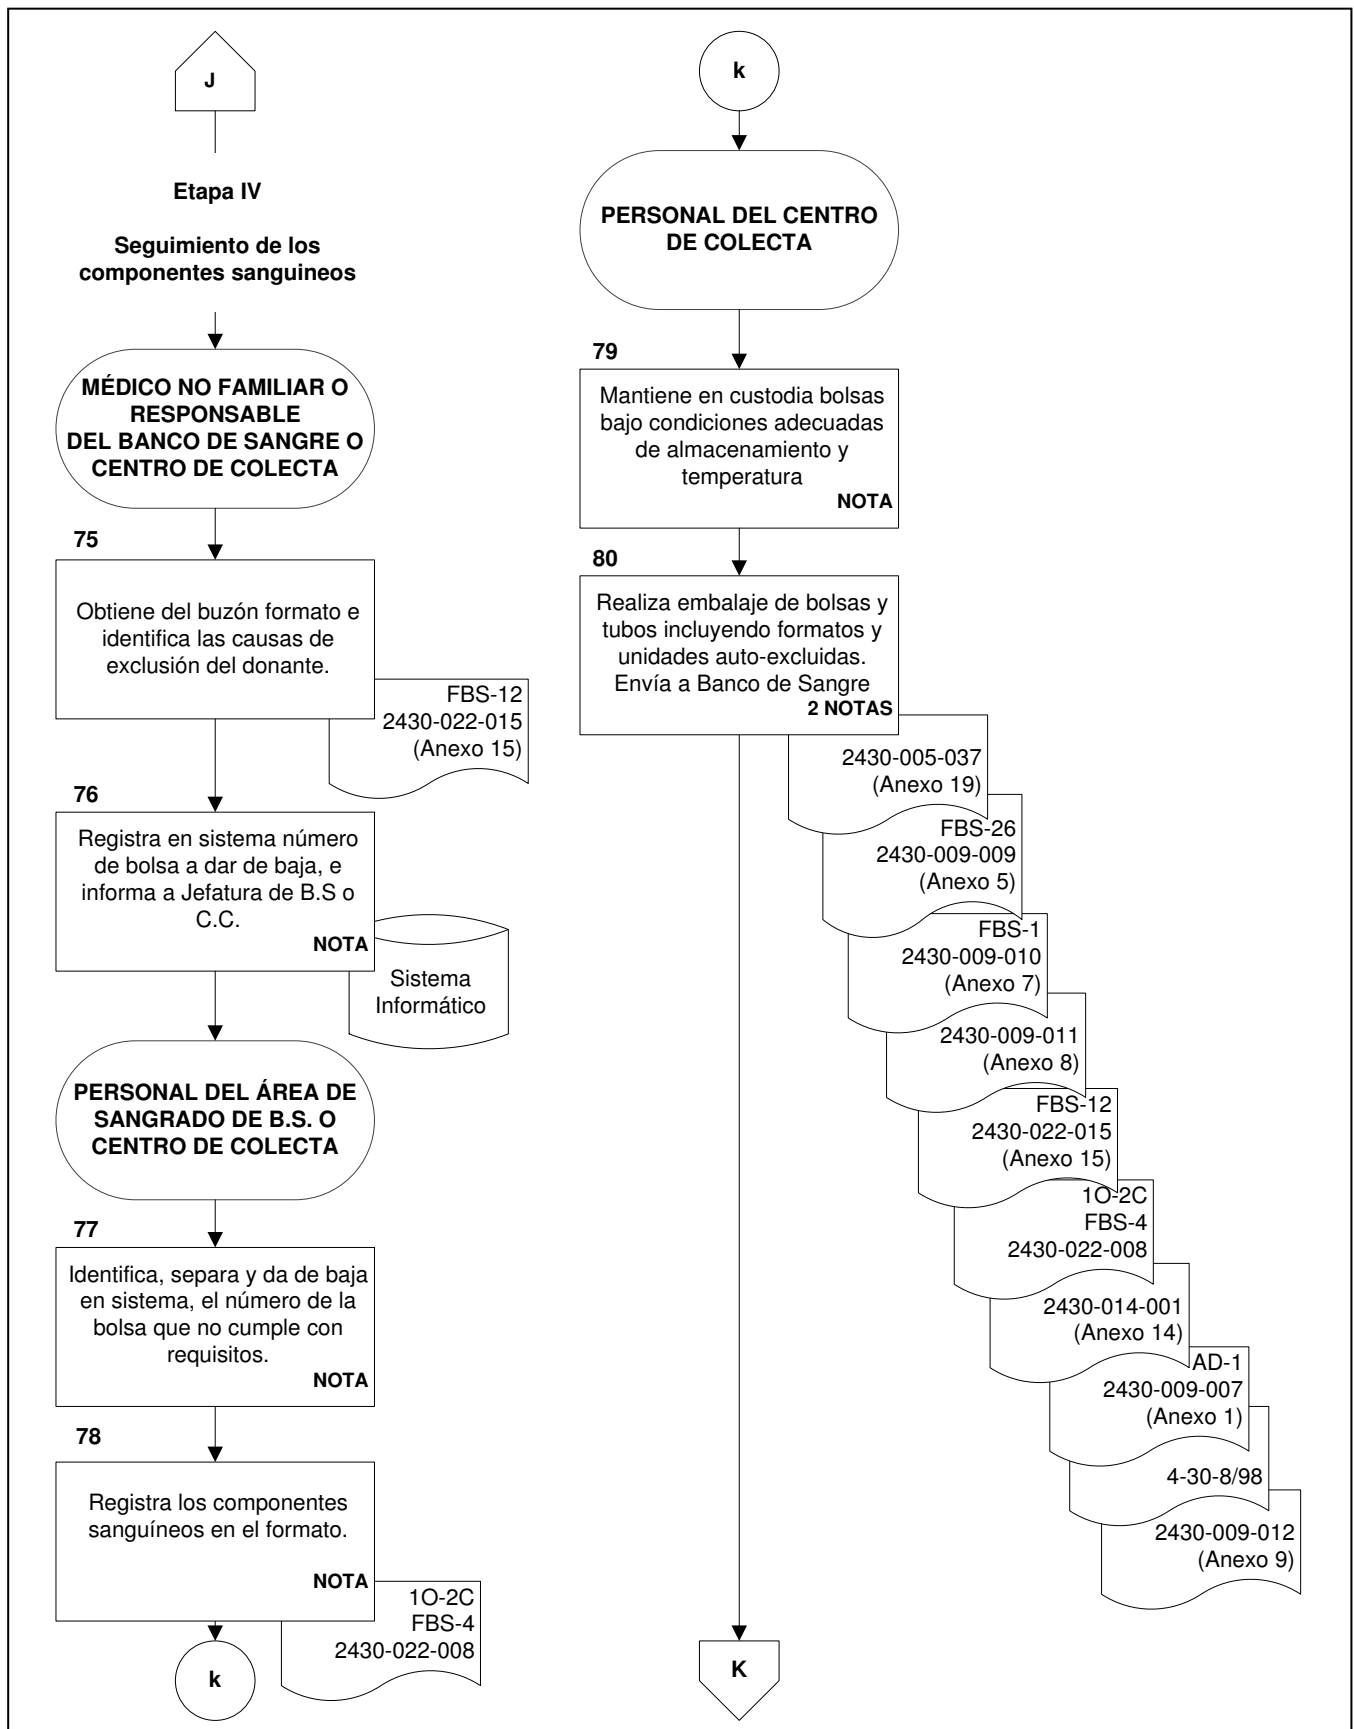 J
Etapa IV
Seguimiento de los
componentes sanguineos
MÉDICO NO FAMILIAR O
RESPONSABLE
DEL BANCO DE SANGRE O
CENTRO DE COLECTA
75
Obtiene del buzón formato e
identifica las causas de
exclusión del donante.
FBS-12
2430-022-015
(Anexo 15)
76
Registra en sistema número
de bolsa a dar de baja, e
informa a Jefatura de B.S o
C.C.
NOTA
Sistema
Informático
PERSONAL DEL ÁREA DE
SANGRADO DE B.S. O
CENTRO DE COLECTA
77
Identifica, separa y da de baja
en sistema, el número de la
bolsa que no cumple con
requisitos.
NOTA
78
Registra los componentes
sanguíneos en el formato.
NOTA
1O-2C
FBS-4
2430-022-008
k
k
PERSONAL DEL CENTRO
DE COLECTA
79
Mantiene en custodia bolsas
bajo condiciones adecuadas
de almacenamiento y
temperatura
NOTA
80
Realiza embalaje de bolsas y
tubos incluyendo formatos y
unidades auto-excluidas.
Envía a Banco de Sangre
2 NOTAS
2430-005-037
(Anexo 19)
FBS-26
2430-009-009
(Anexo 5)
FBS-1
2430-009-010
(Anexo 7)
2430-009-011
(Anexo 8)
FBS-12
2430-022-015
(Anexo 15)
1O-2C
FBS-4
2430-022-008
2430-014-001
(Anexo 14)
AD-1
2430-009-007
(Anexo 1)
4-30-8/98
2430-009-012
(Anexo 9)
K